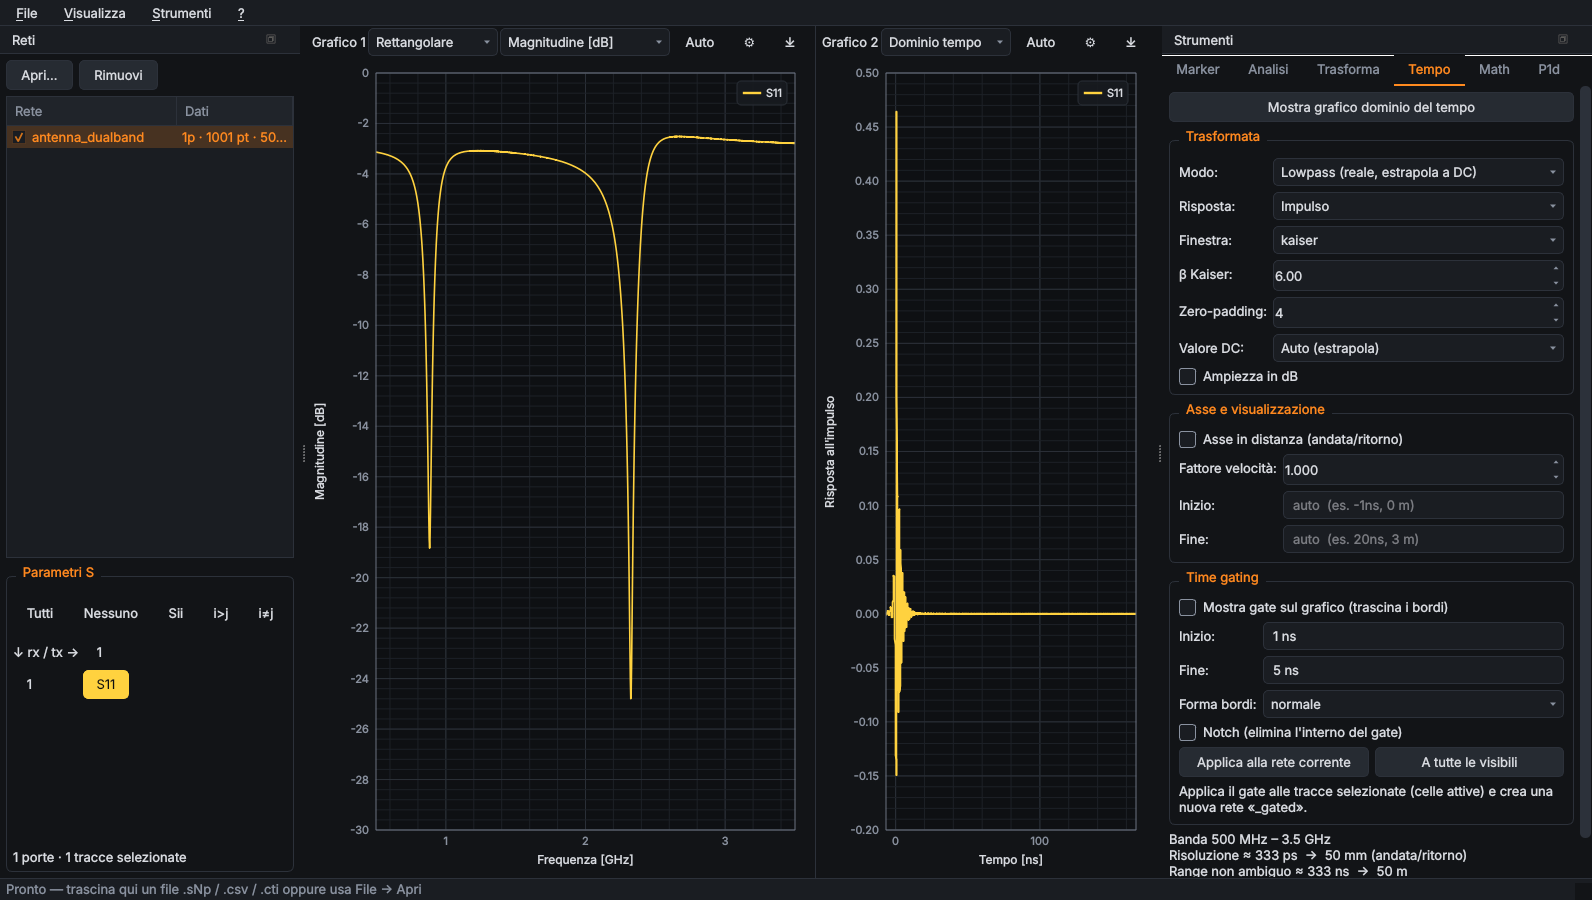 File Visualizza Strumenti ?
Reti
Apri... Rimuovi
Rete Dati
antenna_dualband 1p · 1001 pt · 50...
Parametri S
Tutti Nessuno Sii i>j i≠j
↓ rx / tx → 1
1 S11
1 porte · 1 tracce selezionate
Grafico 1 Rettangolare Magnitudine [dB] Auto
S11
0
-2
-4
-6
-8
-10
-12
-14
-16
-18
-20
-22
-24
-26
-28
-30
Magnitudine [dB]
1 2 3
Frequenza [GHz]
Grafico 2 Dominio tempo Auto
S11
0.50
0.45
0.40
0.35
0.30
0.25
0.20
0.15
0.10
0.05
0.00
-0.05
-0.10
-0.15
-0.20
Risposta all'impulso
0 100
Tempo [ns]
Strumenti
Marker Analisi Trasforma Tempo Math P1d
Mostra grafico dominio del tempo
Trasformata
Modo: Lowpass (reale, estrapola a DC)
Risposta: Impulso
Finestra: kaiser
β Kaiser: 6.00
Zero-padding: 4
Valore DC: Auto (estrapola)
Ampiezza in dB
Asse e visualizzazione
Asse in distanza (andata/ritorno)
Fattore velocità: 1.000
Inizio: auto (es. -1ns, 0 m)
Fine: auto (es. 20ns, 3 m)
Time gating
Mostra gate sul grafico (trascina i bordi)
Inizio: 1 ns
Fine: 5 ns
Forma bordi: normale
Notch (elimina l'interno del gate)
Applica alla rete corrente A tutte le visibili
Applica il gate alle tracce selezionate (celle attive) e crea una
nuova rete «_gated».
Banda 500 MHz – 3.5 GHz
Risoluzione ≈ 333 ps → 50 mm (andata/ritorno)
Range non ambiguo ≈ 333 ns → 50 m
Pronto — trascina qui un file .sNp / .csv / .cti oppure usa File → Apri